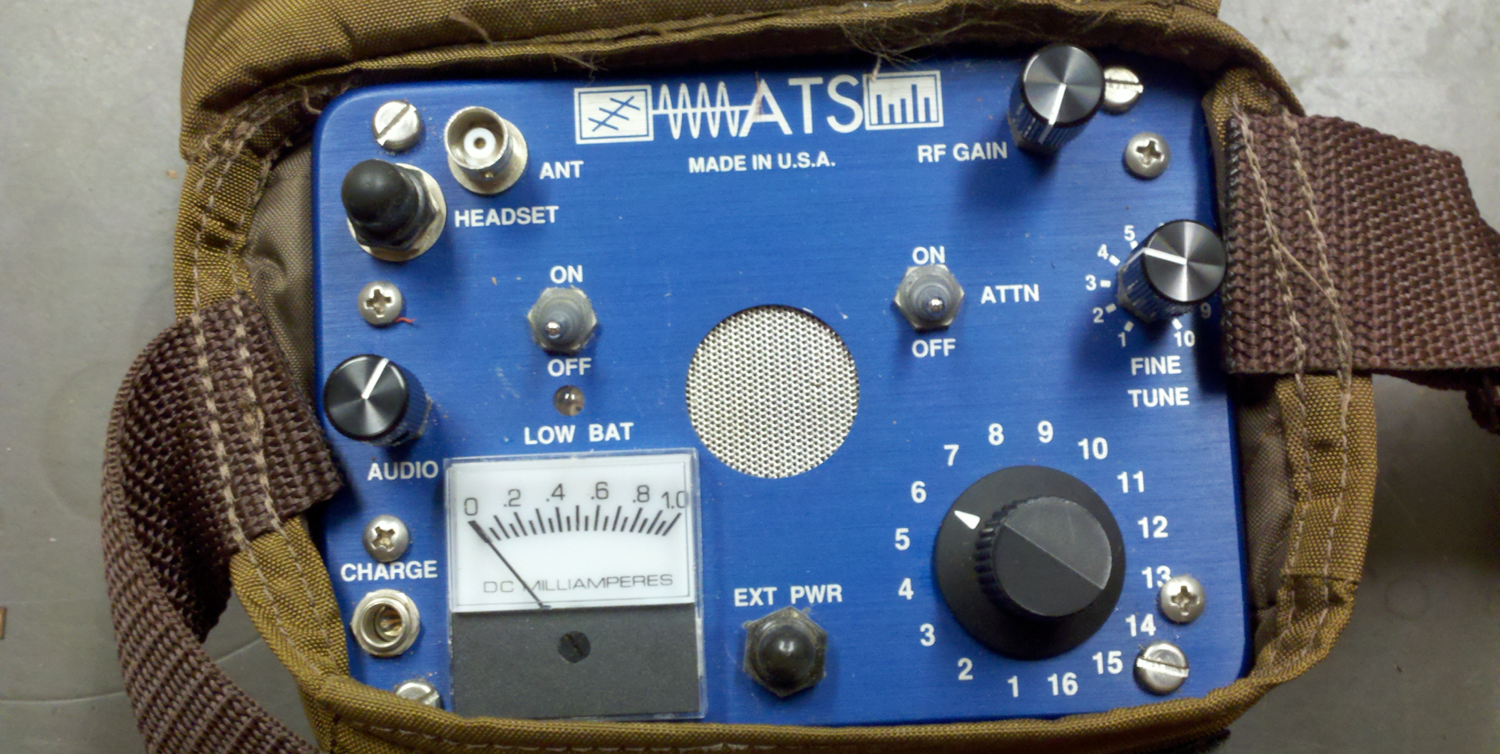 ATS
MADE IN U.S.A.
RF GAIN
ANT
HEADSET
ON
OFF
LOW BAT
ON
ATTN
OFF
5
4
3
2
1
9
10
FINE
TUNE
AUDIO
0 .2 .4 .6 .8 1.0
DC MILLIAMPERES
CHARGE
EXT PWR
1
2
3
4
5
6
7
8
9
10
11
12
13
14
15
16